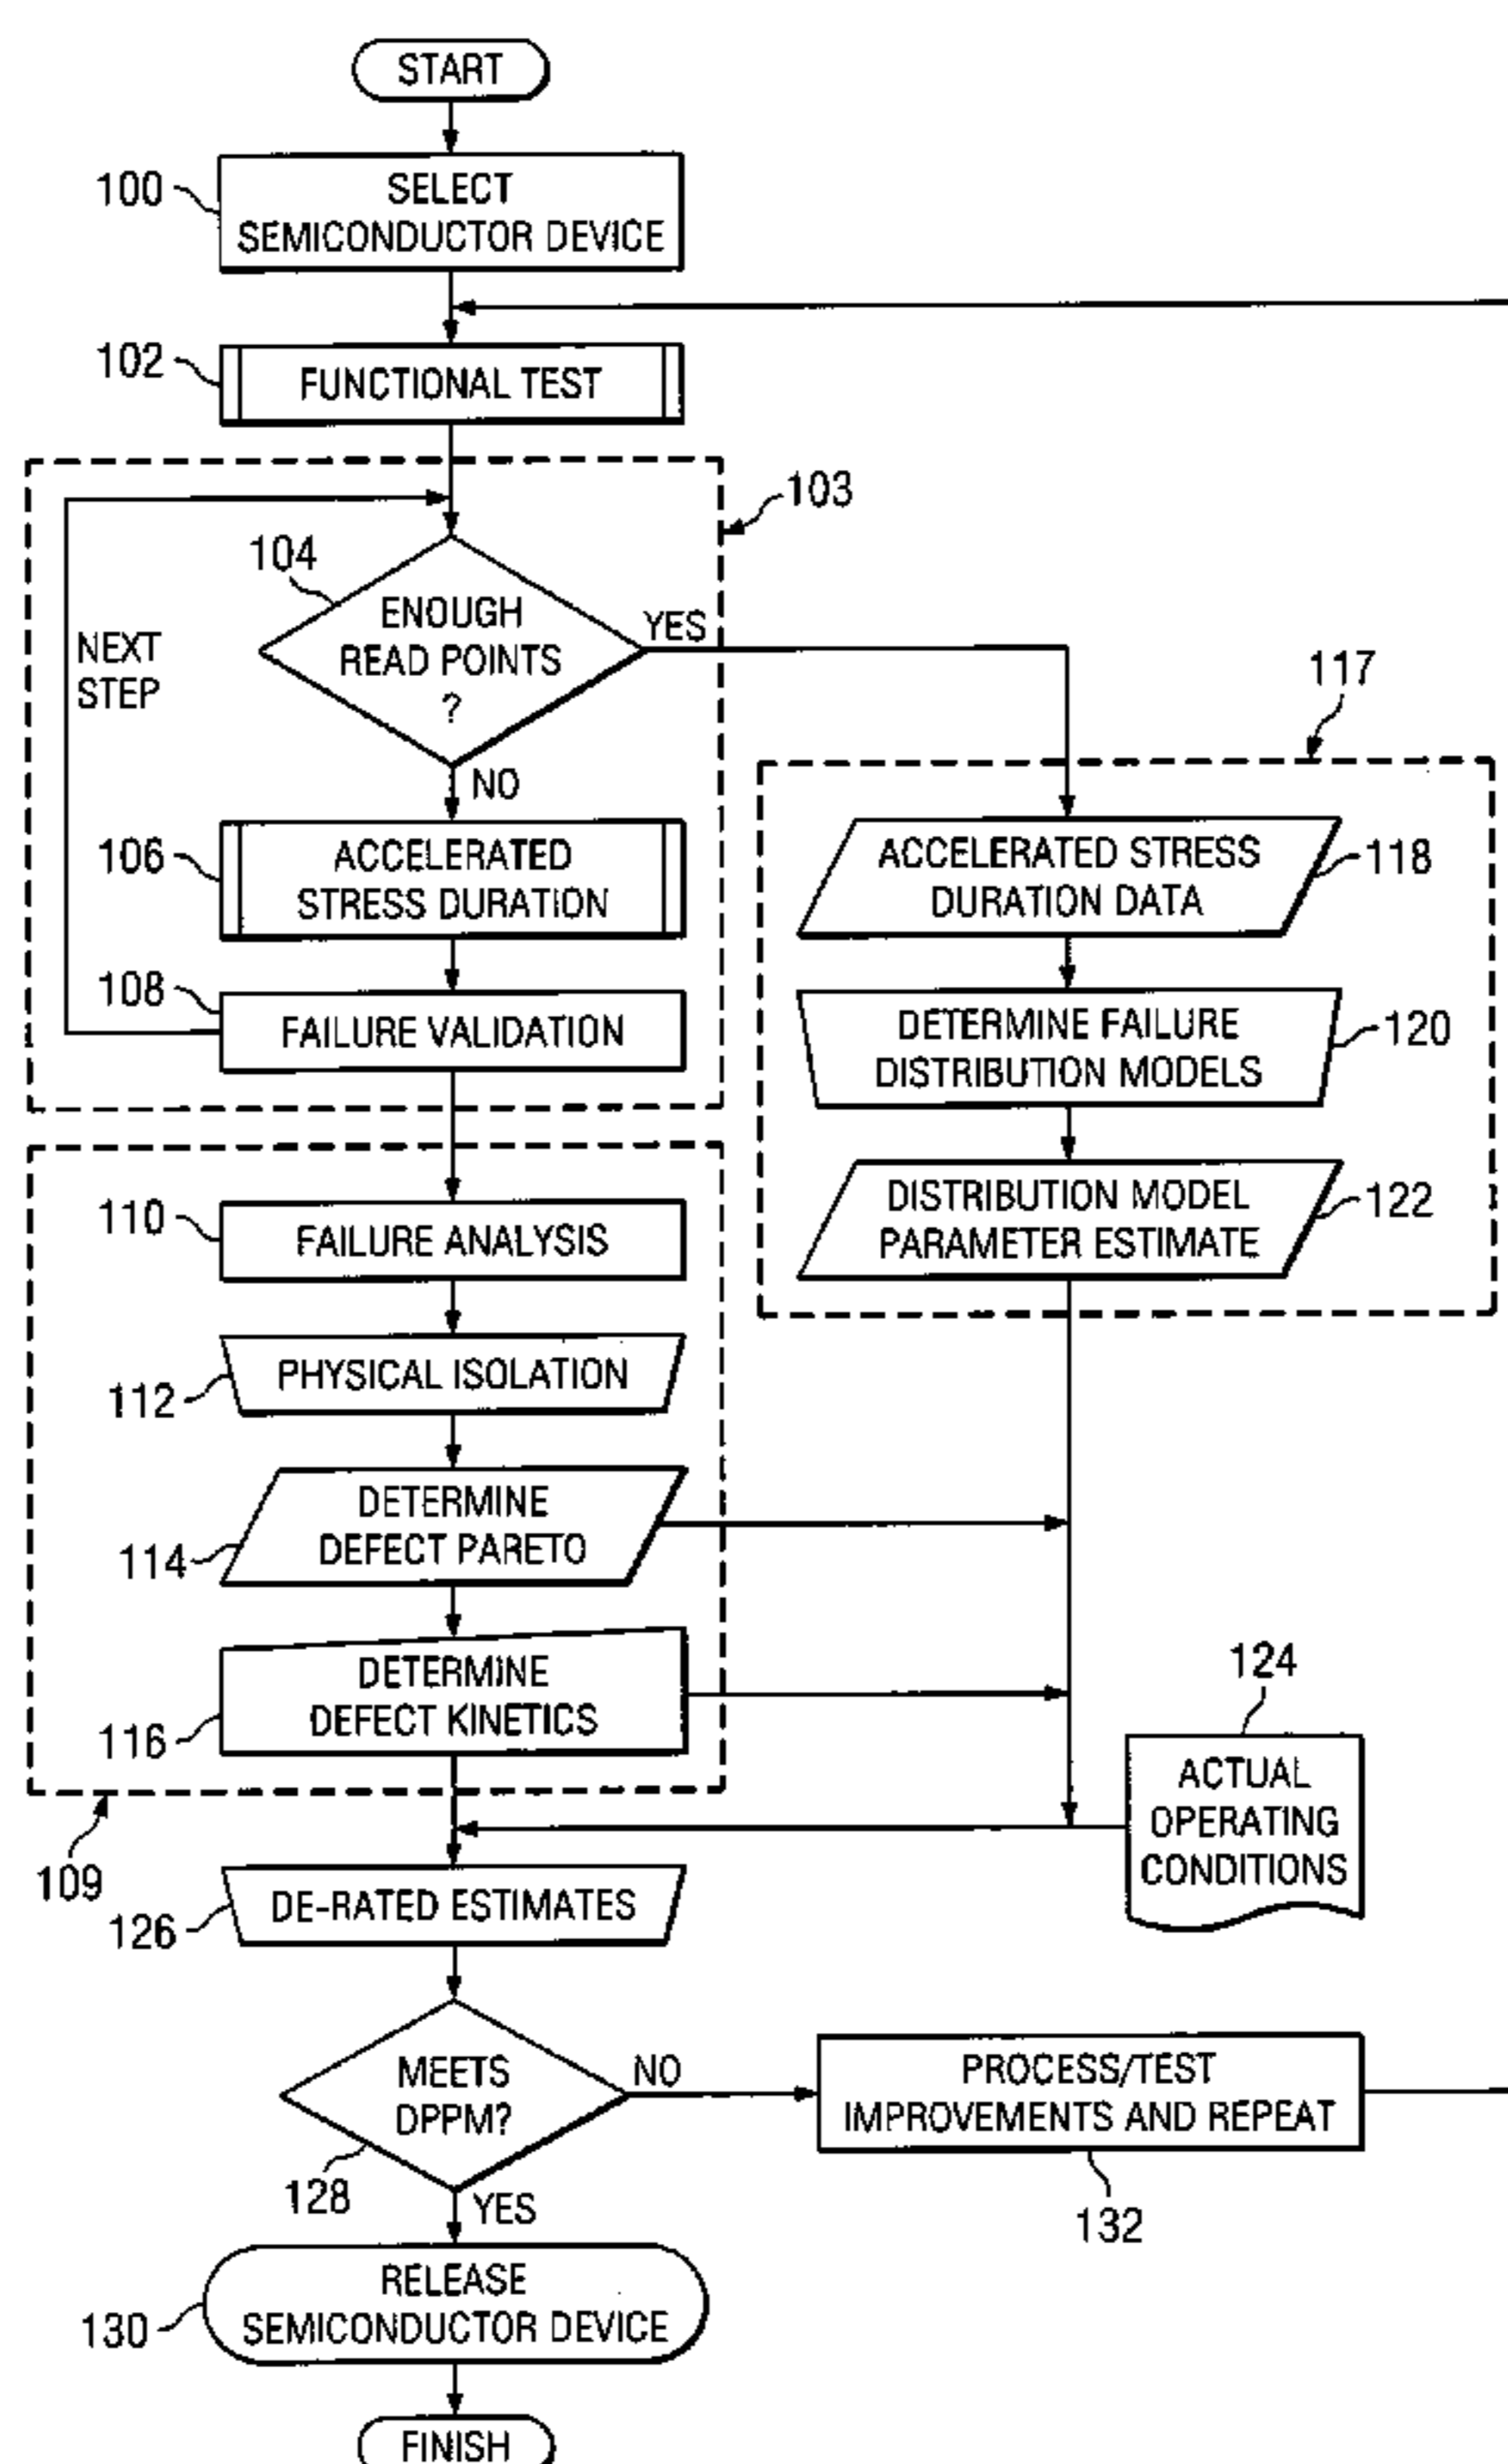 START
100
SELECT
SEMICONDUCTOR DEVICE
102
FUNCTIONAL TEST
103
104
ENOUGH
READ POINTS
?
YES
NEXT
STEP
NO
117
106
ACCELERATED
STRESS DURATION
ACCELERATED STRESS
DURATION DATA
118
108
FAILURE VALIDATION
DETERMINE FAILURE
DISTRIBUTION MODELS
120
110
FAILURE ANALYSIS
DISTRIBUTION MODEL
PARAMETER ESTIMATE
122
112
PHYSICAL ISOLATION
114
DETERMINE
DEFECT PARETO
116
DETERMINE
DEFECT KINETICS
124
ACTUAL
OPERATING
CONDITIONS
109
126
DE-RATED ESTIMATES
MEETS
DPPM?
NO
128
YES
PROCESS/TEST
IMPROVEMENTS AND REPEAT
132
130
RELEASE
SEMICONDUCTOR DEVICE
FINISH